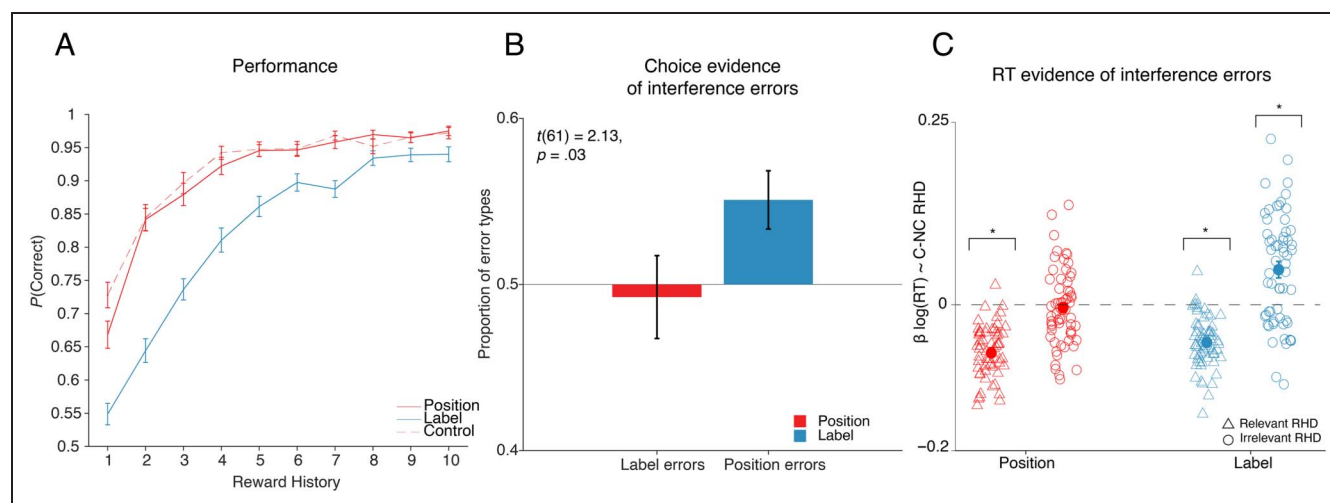 A
Performance
P(Correct)
1
0.95
0.9
0.85
0.8
0.75
0.7
0.65
0.6
0.55
0.5
1 2 3 4 5 6 7 8 9 10
Reward History
Position
Label
Control
B
Choice evidence
of interference errors
t(61) = 2.13,
p = .03
Proportion of error types
0.6
0.5
0.4
Position
Label
Label errors Position errors
C
RT evidence of interference errors
β log(RT) ~ C-NC RHD
0.25
0
−0.2
* * *
Relevant RHD
Irrelevant RHD
Position Label